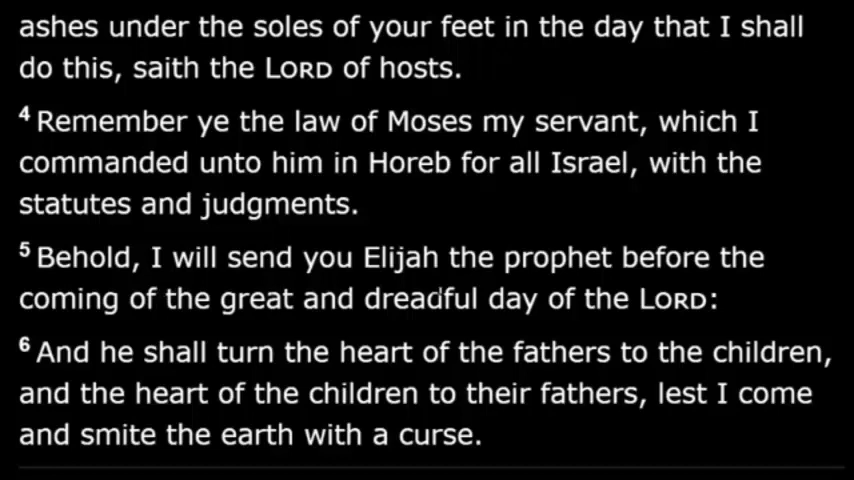 ashes under the soles of your feet in the day that I shall
do this, saith the LORD of hosts.
4 Remember ye the law of Moses my servant, which I
commanded unto him in Horeb for all Israel, with the
statutes and judgments.
5 Behold, I will send you Elijah the prophet before the
coming of the great and dreadful day of the LORD:
6 And he shall turn the heart of the fathers to the children,
and the heart of the children to their fathers, lest I come
and smite the earth with a curse.